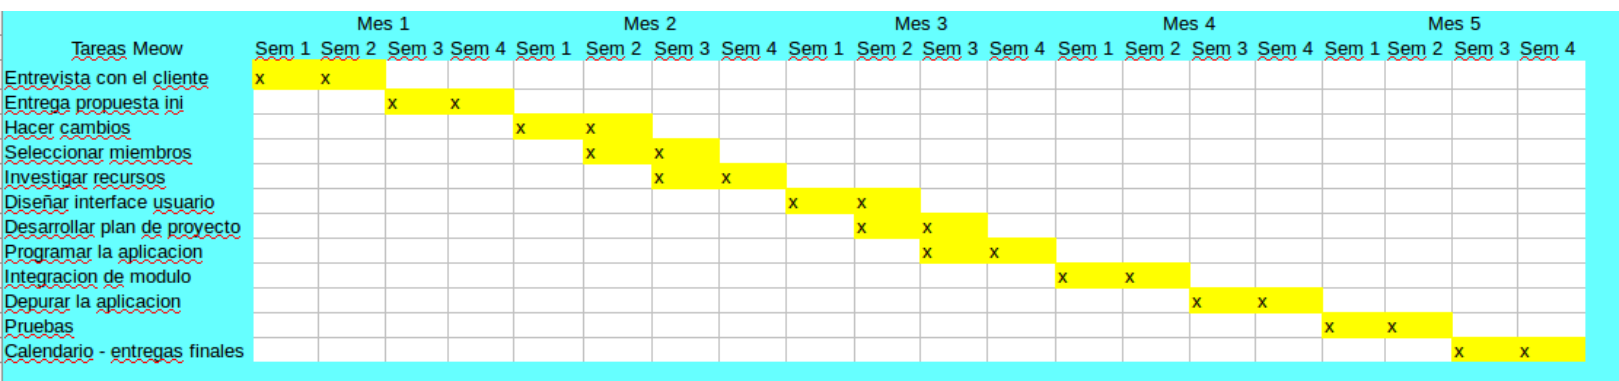 Mes 1 Mes 2 Mes 3 Mes 4 Mes 5
Tareas Meow Sem 1 Sem 2 Sem 3 Sem 4 Sem 1 Sem 2 Sem 3 Sem 4 Sem 1 Sem 2 Sem 3 Sem 4 Sem 1 Sem 2 Sem 3 Sem 4 Sem 1 Sem 2 Sem 3 Sem 4
Entrevista con el cliente x x
Entrega propuesta ini x x
Hacer cambios x x
Seleccionar miembros x x
Investigar recursos x x
Diseñar interface usuario x x
Desarrollar plan de proyecto x x
Programar la aplicacion x x
Integracion de modulo x x
Depurar la aplicacion x x
Pruebas x x
Calendario - entregas finales x x